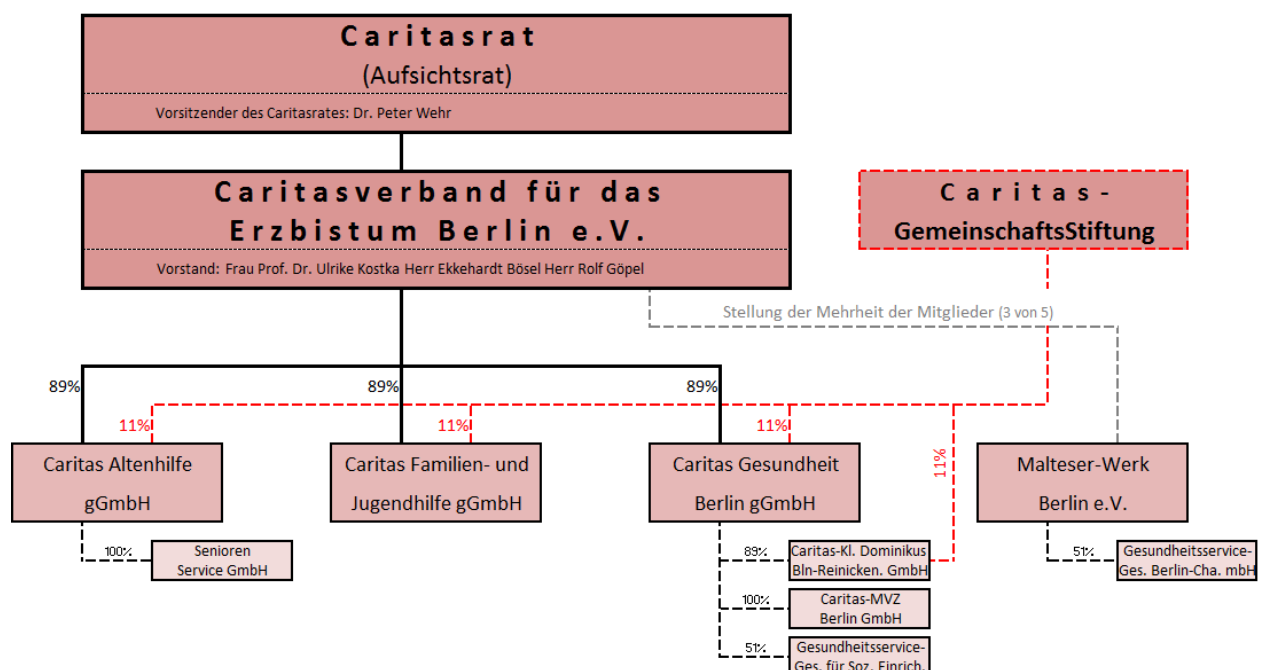 Caritasrat
(Aufsichtsrat)
Vorsitzender des Caritasrates: Dr. Peter Wehr
Caritasverband für das
Erzbistum Berlin e.V.
Vorstand: Frau Prof. Dr. Ulrike Kostka Herr Ekkehardt Bösel Herr Rolf Göpel
Caritas-
GemeinschaftsStiftung
Stellung der Mehrheit der Mitglieder (3 von 5)
89%
89%
89%
11%
11%
11%
11%
Caritas Altenhilfe
gGmbH
Caritas Familien- und
Jugendhilfe gGmbH
Caritas Gesundheit
Berlin gGmbH
Malteser-Werk
Berlin e.V.
100%
Senioren
Service GmbH
89%
Caritas-Kl. Dominikus
Bln-Reinicken. GmbH
51%
Gesundheitsservice-
Ges. Berlin-Cha. mbH
100%
Caritas-MVZ
Berlin GmbH
51%
Gesundheitsservice-
Ges. für Soz. Einrich.